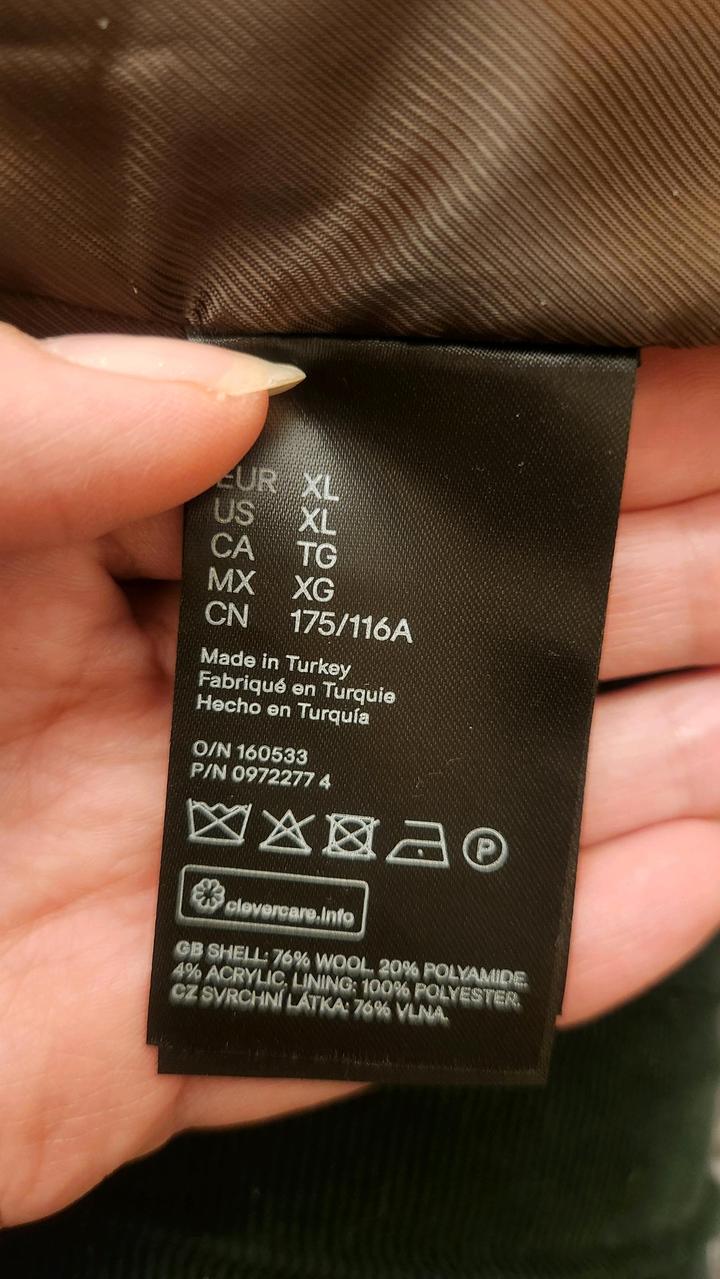 EUR XL
US XL
CA TG
MX XG
CN 175/116A
Made in Turkey
Fabriqué en Turquie
Hecho en Turquía
O/N 160533
P/N 0972277 4
P
clevercare.info
GB SHELL: 76% WOOL, 20% POLYAMIDE,
4% ACRYLIC. LINING: 100% POLYESTER.
CZ SVRCHNÍ LÁTKA: 76% VLNA,